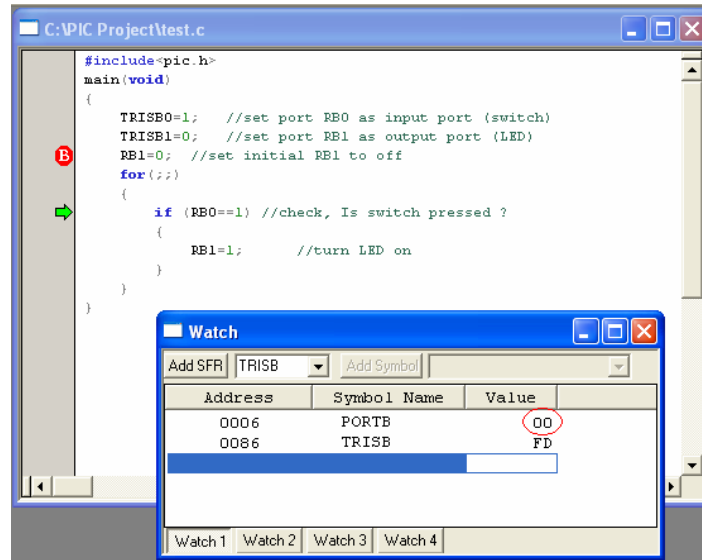 C:\PIC Project\test.c
#include<pic.h>
main(void)
{
TRISB0=1; //set port RB0 as input port (switch)
TRISB1=0; //set port RB1 as output port (LED)
B
RB1=0; //set initial RB1 to off
for(;;)
{
if (RB0==1) //check, Is switch pressed ?
{
RB1=1; //turn LED on
}
}
}
Watch
Add SFR TRISB Add Symbol
Address Symbol Name Value
0006 PORTB 00
0086 TRISB FD
Watch 1 Watch 2 Watch 3 Watch 4